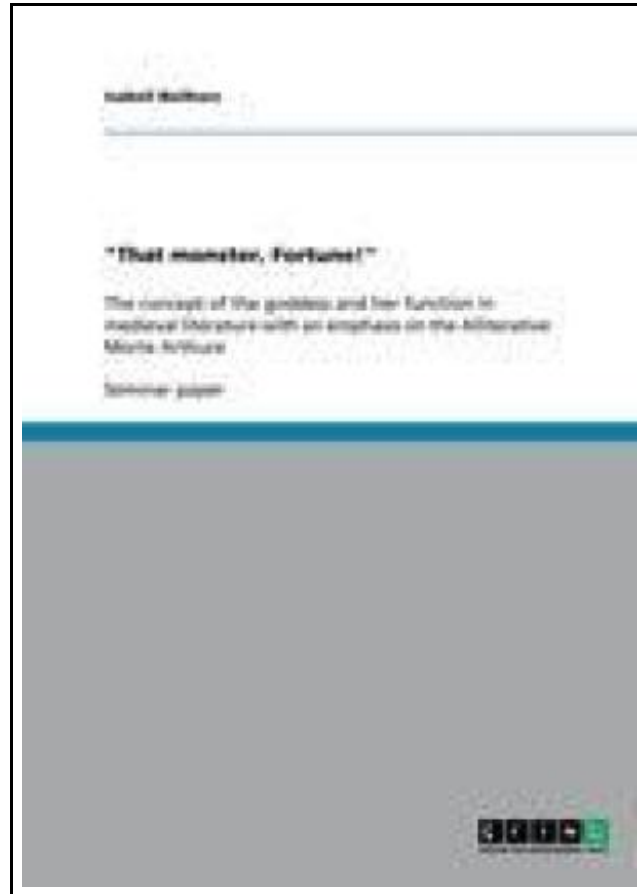 "That monster, Fortune!"
The concept of the goddess and her function in
medieval literature with an emphasis on the Alliterative
Morte Arthure
Seminar paper
GRIN